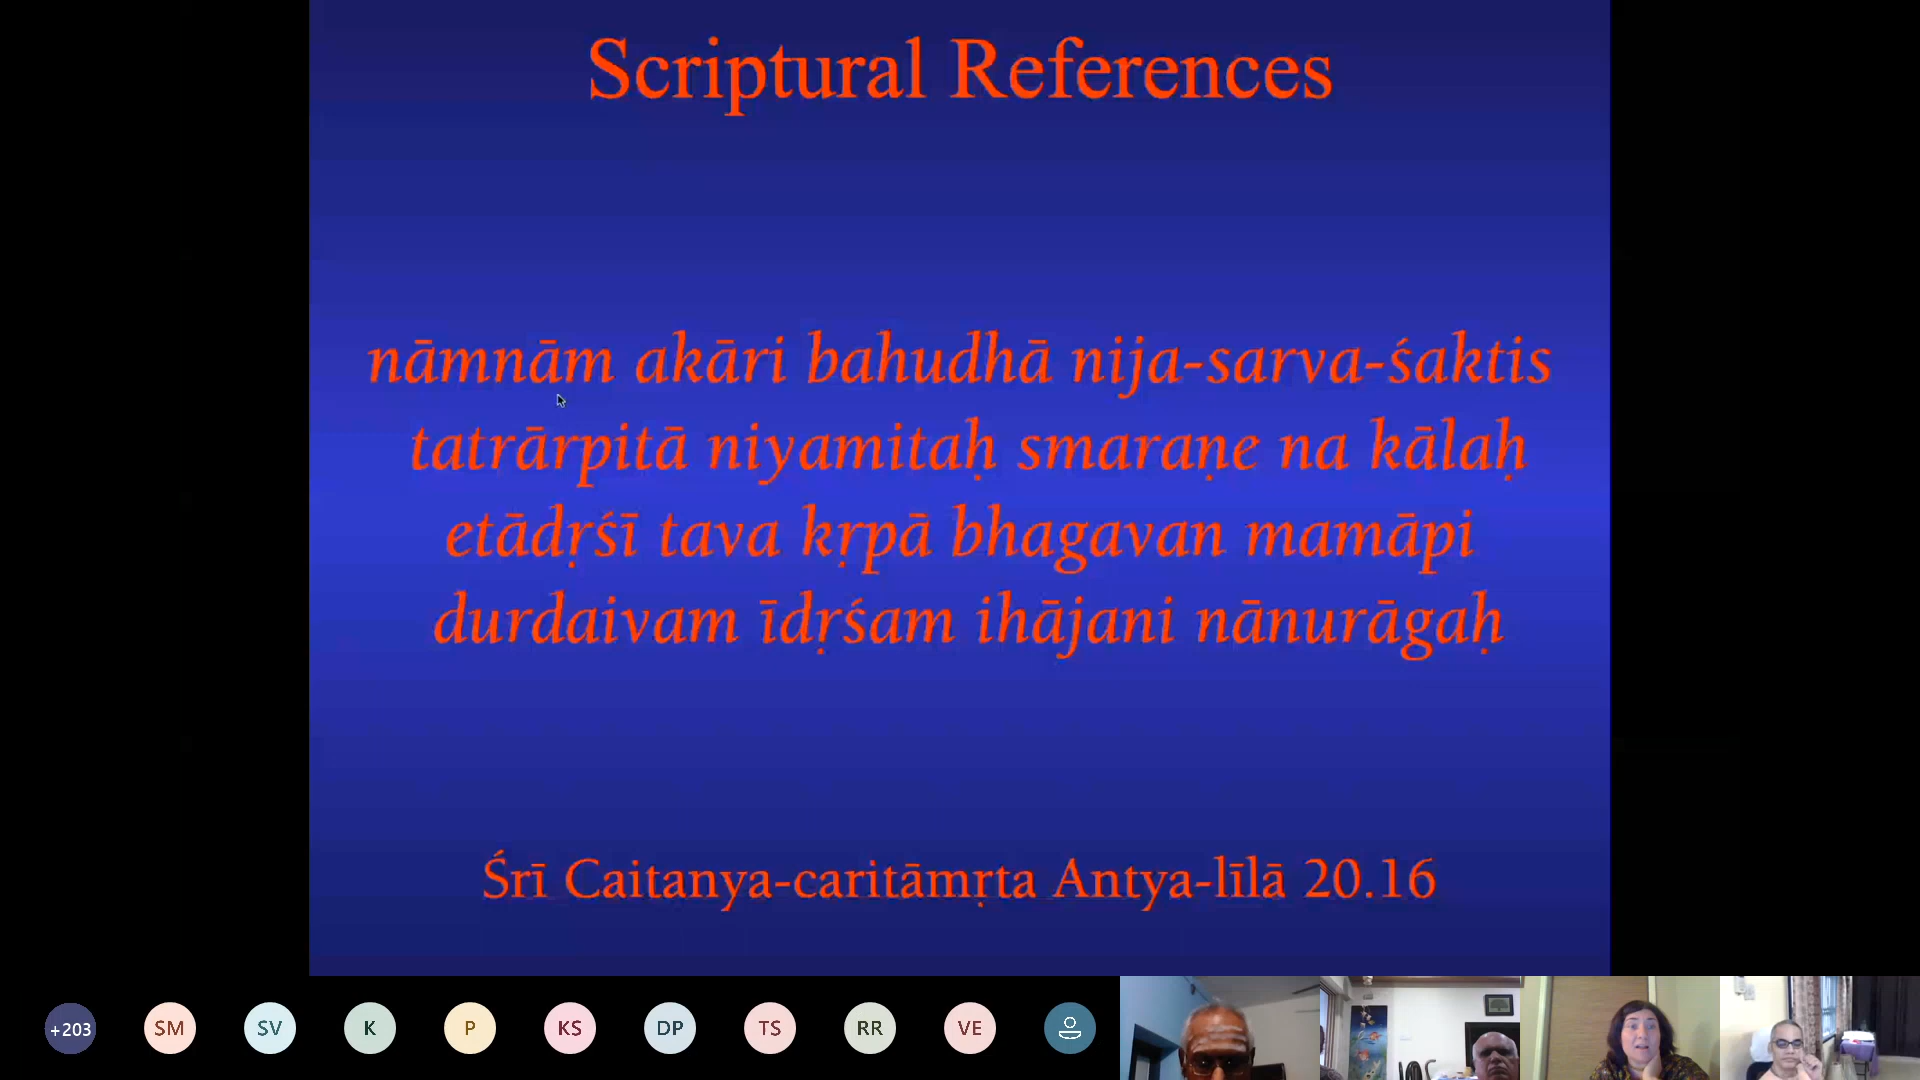 Scriptural References
nāmnām akāri bahudhā nija-sarva-śaktis
tatrārpitā niyamitaḥ smaraṇe na kālaḥ
etādṛśī tava kṛpā bhagavan mamāpi
durdaivam īdṛśam ihājani nānurāgaḥ
Śrī Caitanya-caritāmṛta Antya-līlā 20.16
+203 SM SV K P KS DP TS RR VE